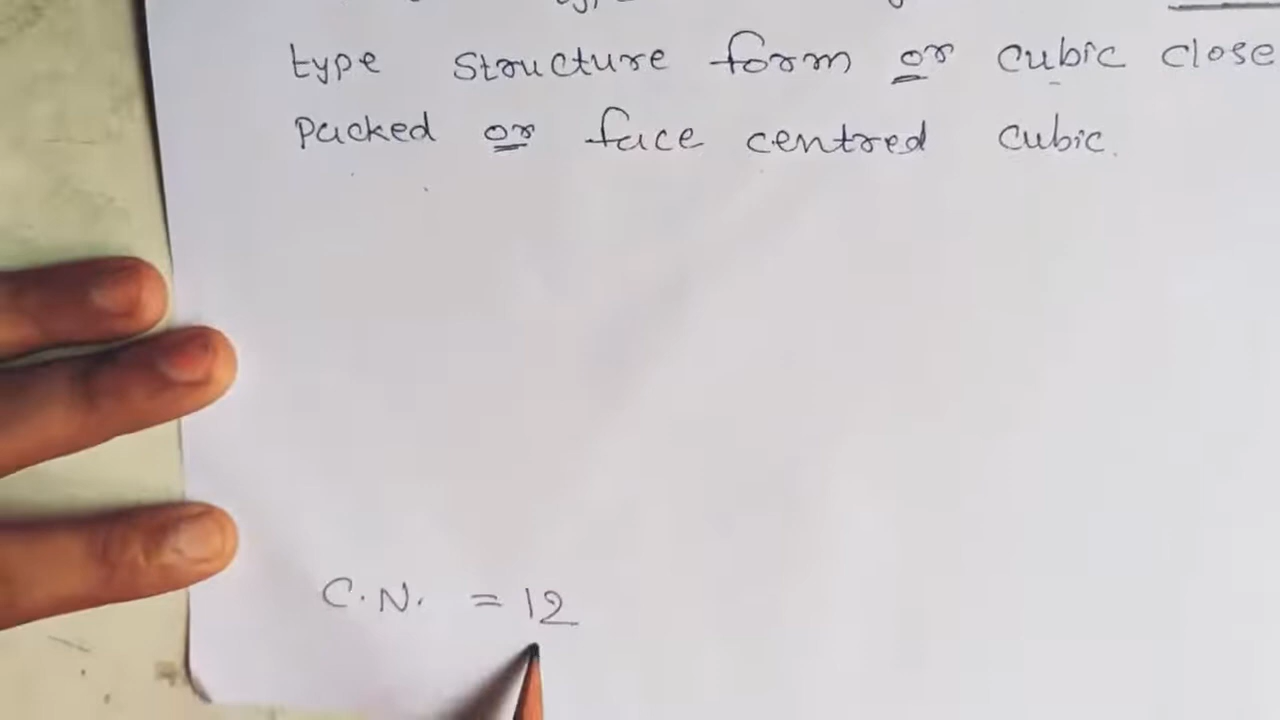 type structure form or cubic close
packed or face centred cubic.
C.N. = 12